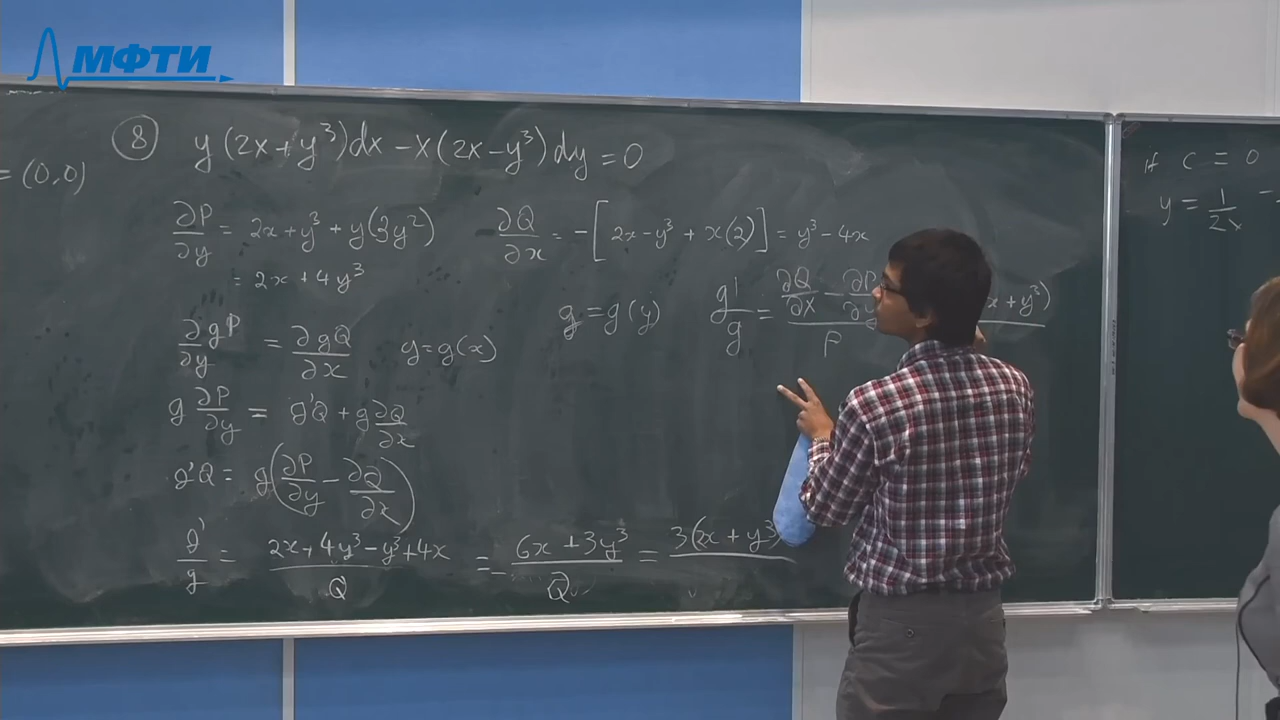 МФТИ
= (0,0)
⑧ y(2x+y³)dx − x(2x−y³)dy = 0
∂P/∂y = 2x+y³ + y(3y²)
= 2x + 4y³
∂Q/∂x = −[2x−y³ + x(2)] = y³ − 4x
∂gP/∂y = ∂gQ/∂x g=g(x)
g ∂P/∂y = g'Q + g ∂Q/∂x
g'Q = g(∂P/∂y − ∂Q/∂x)
g'/g = (2x+4y³−y³+4x)/Q = −(6x+3y³)/Q = 3(2x+y³)
g = g(y) g'/g = (∂Q/∂x − ∂P/∂y)/P
x + y³)
if c = 0
y = 1/2x